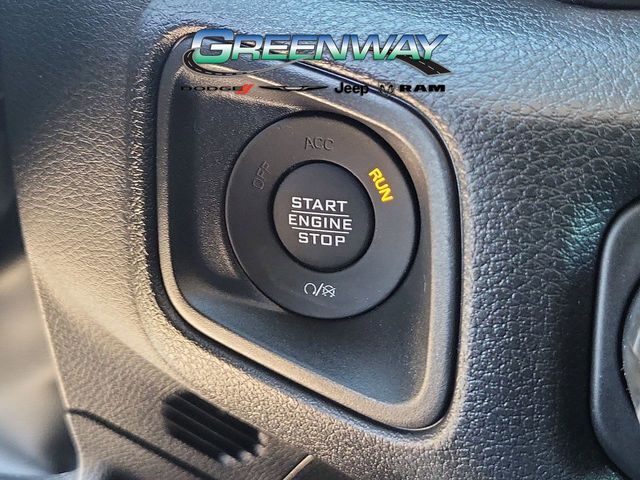 GREENWAY
DODGE Jeep RAM
ACC
OFF
RUN
START
ENGINE
STOP